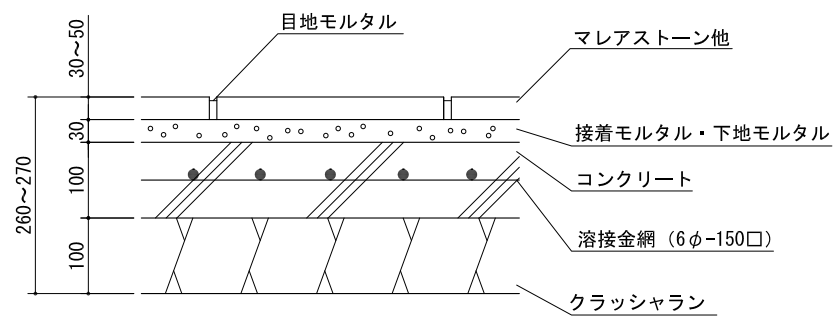 目地モルタル
マレアストーン他
接着モルタル・下地モルタル
コンクリート
溶接金網（6φ-150□）
クラッシャラン
30～50
30
100
100
260～270